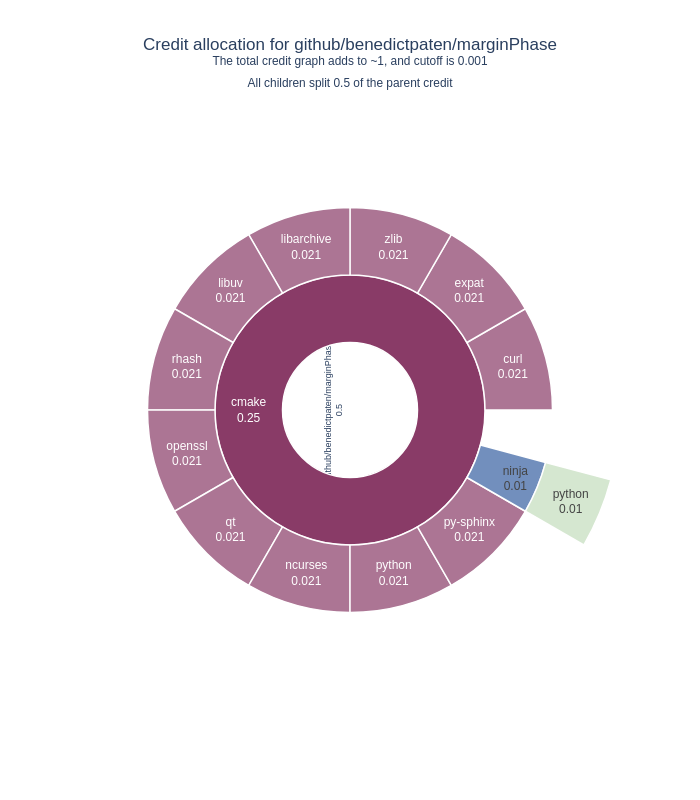 Credit allocation for github/benedictpaten/marginPhase
The total credit graph adds to ~1, and cutoff is 0.001
All children split 0.5 of the parent credit
libarchive
0.021
zlib
0.021
libuv
0.021
expat
0.021
rhash
0.021
curl
0.021
cmake
0.25
thub/benedictpaten/marginPhas
0.5
openssl
0.021
ninja
0.01
python
0.01
qt
0.021
py-sphinx
0.021
ncurses
0.021
python
0.021